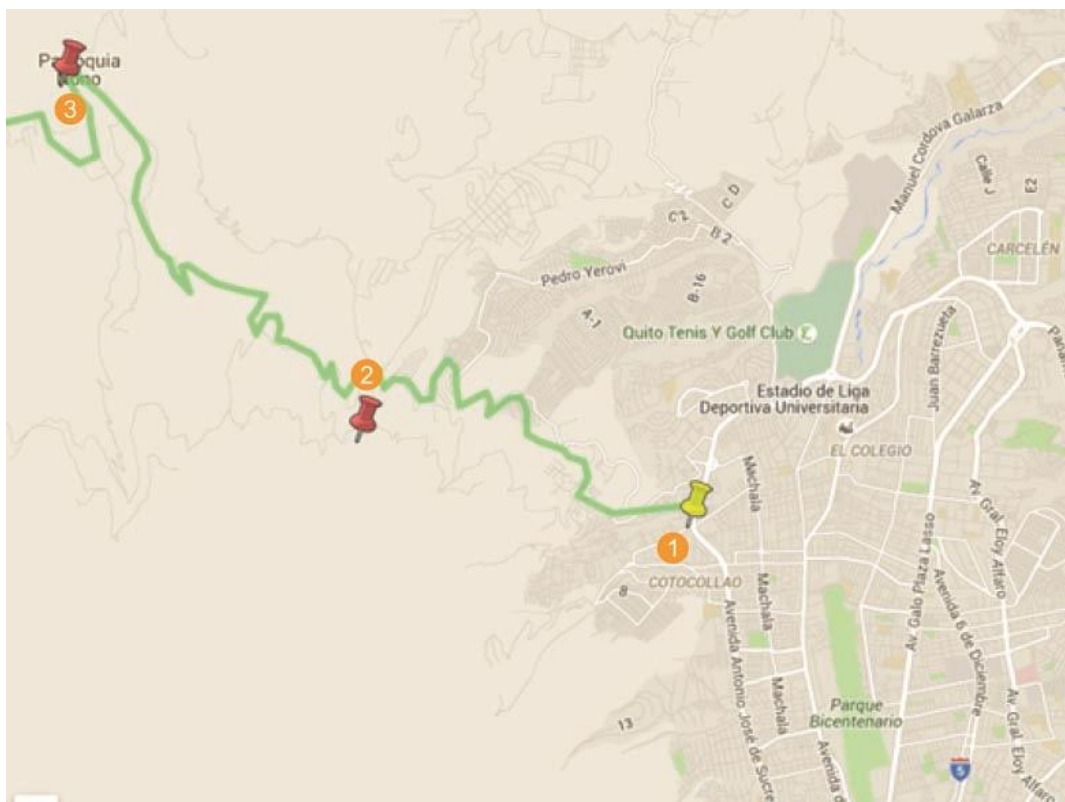 Parroquia
Nono
3
Manuel Cordova Galarza
Calle J
E2
C D
C2
B 2
CARCELÉN
Pedro Yerovi
B-16
A-1
Quito Tenis Y Golf Club
Juan Barrezueta
2
Estadio de Liga
Deportiva Universitaria
EL COLEGIO
Machala
Av. Galo Plaza Lasso
Av. Gral. Eloy Alfaro
1
COTOCOLLAO
8
Machala
Avenida 6 de Diciembre
Avenida Antonio José de Sucre
Machala
Parque
Bicentenario
13
Av. Gral. Eloy Alfaro
5